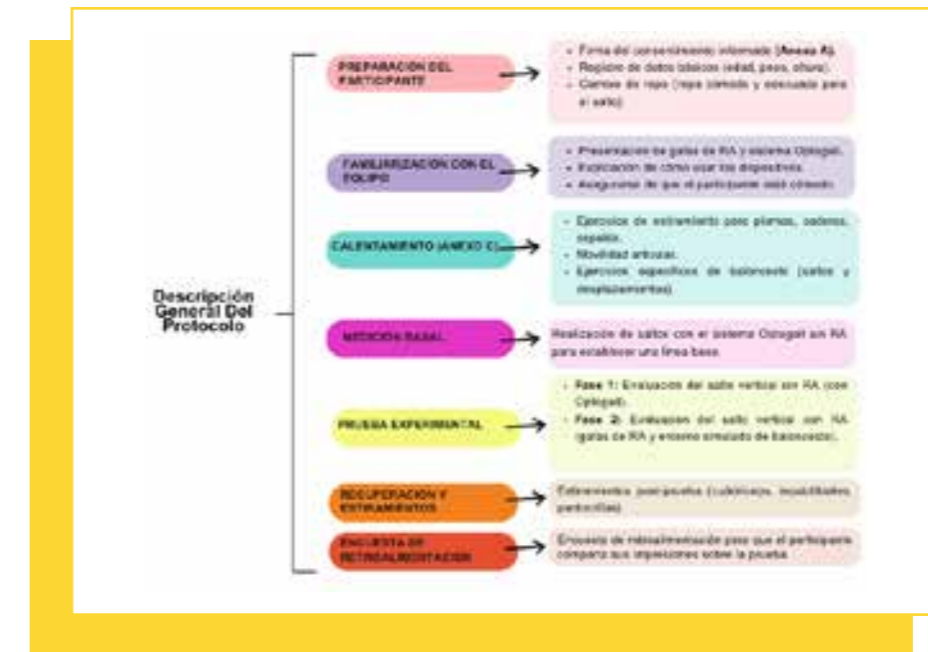 Descripción
General Del
Protocolo
PREPARACIÓN DEL
PARTICIPANTE
• Firma del consentimiento informado (Anexo A).
• Registro de datos básicos (edad, peso, altura).
• Cambio de ropa (ropa cómoda y adecuada para
el salto).
FAMILIARIZACIÓN CON EL
EQUIPO
• Presentación de gafas de RA y sistema Optogait.
• Explicación de cómo usar los dispositivos.
• Asegurarse de que el participante esté cómodo.
CALENTAMIENTO (ANEXO C)
• Ejercicios de estiramiento para piernas, caderas,
espalda.
• Movilidad articular.
• Ejercicios específicos de baloncesto (saltos y
desplazamientos).
MEDICIÓN BASAL
Realización de saltos con el sistema Optogait sin RA
para establecer una línea base.
PRUEBA EXPERIMENTAL
• Fase 1: Evaluación del salto vertical sin RA (con
Optogait).
• Fase 2: Evaluación del salto vertical con RA
(gafas de RA y entorno simulado de baloncesto).
RECUPERACIÓN Y
ESTIRAMIENTOS
Estiramientos post-prueba (cuádriceps, isquiotibiales,
pantorrillas).
ENCUESTA DE
RETROALIMENTACIÓN
Encuesta de retroalimentación para que el participante
comparta sus impresiones sobre la prueba.